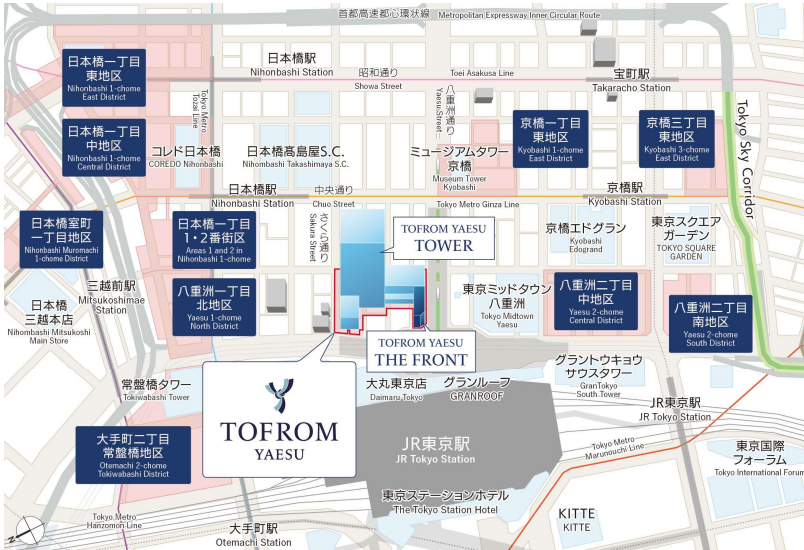 首都高速都心環状線 Metropolitan Expressway Inner Circular Route
日本橋一丁目
東地区
Nihonbashi 1-chome
East District
日本橋駅
Nihonbashi Station
昭和通り
Showa Street
Toei Asakusa Line
宝町駅
Takaracho Station
Tokyo Metro
Tozai Line
八重洲通り
Yaesu Street
日本橋一丁目
中地区
Nihonbashi 1-chome
Central District
コレド日本橋
COREDO Nihonbashi
日本橋髙島屋S.C.
Nihombashi Takashimaya S.C.
ミュージアムタワー
京橋
Museum Tower
Kyobashi
京橋一丁目
東地区
Kyobashi 1-chome
East District
京橋三丁目
東地区
Kyobashi 3-chome
East District
Tokyo Sky Corridor
日本橋駅
Nihonbashi Station
中央通り
Chuo Street
Tokyo Metro Ginza Line
京橋駅
Kyobashi Station
日本橋室町
一丁目地区
Nihonbashi Muromachi
1-chome District
日本橋一丁目
1・2番街区
Areas 1 and 2 in
Nihonbashi 1-chome
さくら通り
Sakura Street
TOFROM YAESU
TOWER
京橋エドグラン
Kyobashi
Edogrand
東京スクエア
ガーデン
TOKYO SQUARE
GARDEN
三越前駅
Mitsukoshimae
Station
八重洲一丁目
北地区
Yaesu 1-chome
North District
東京ミッドタウン
八重洲
Tokyo Midtown
Yaesu
八重洲二丁目
中地区
Yaesu 2-chome
Central District
八重洲二丁目
南地区
Yaesu 2-chome
South District
日本橋
三越本店
Nihombashi Mitsukoshi
Main Store
TOFROM YAESU
THE FRONT
常盤橋タワー
Tokiwabashi Tower
TOFROM
YAESU
大丸東京店
Daimaru Tokyo
グランルーフ
GRANROOF
グラントウキョウ
サウスタワー
GranTokyo
South Tower
JR東京駅
JR Tokyo Station
大手町二丁目
常盤橋地区
Otemachi 2-chome
Tokiwabashi District
JR東京駅
JR Tokyo Station
Tokyo Metro
Marunouchi Line
東京国際
フォーラム
Tokyo International Forum
東京ステーションホテル
The Tokyo Station Hotel
KITTE
KITTE
Tokyo Metro
Hanzomon Line
大手町駅
Otemachi Station
N